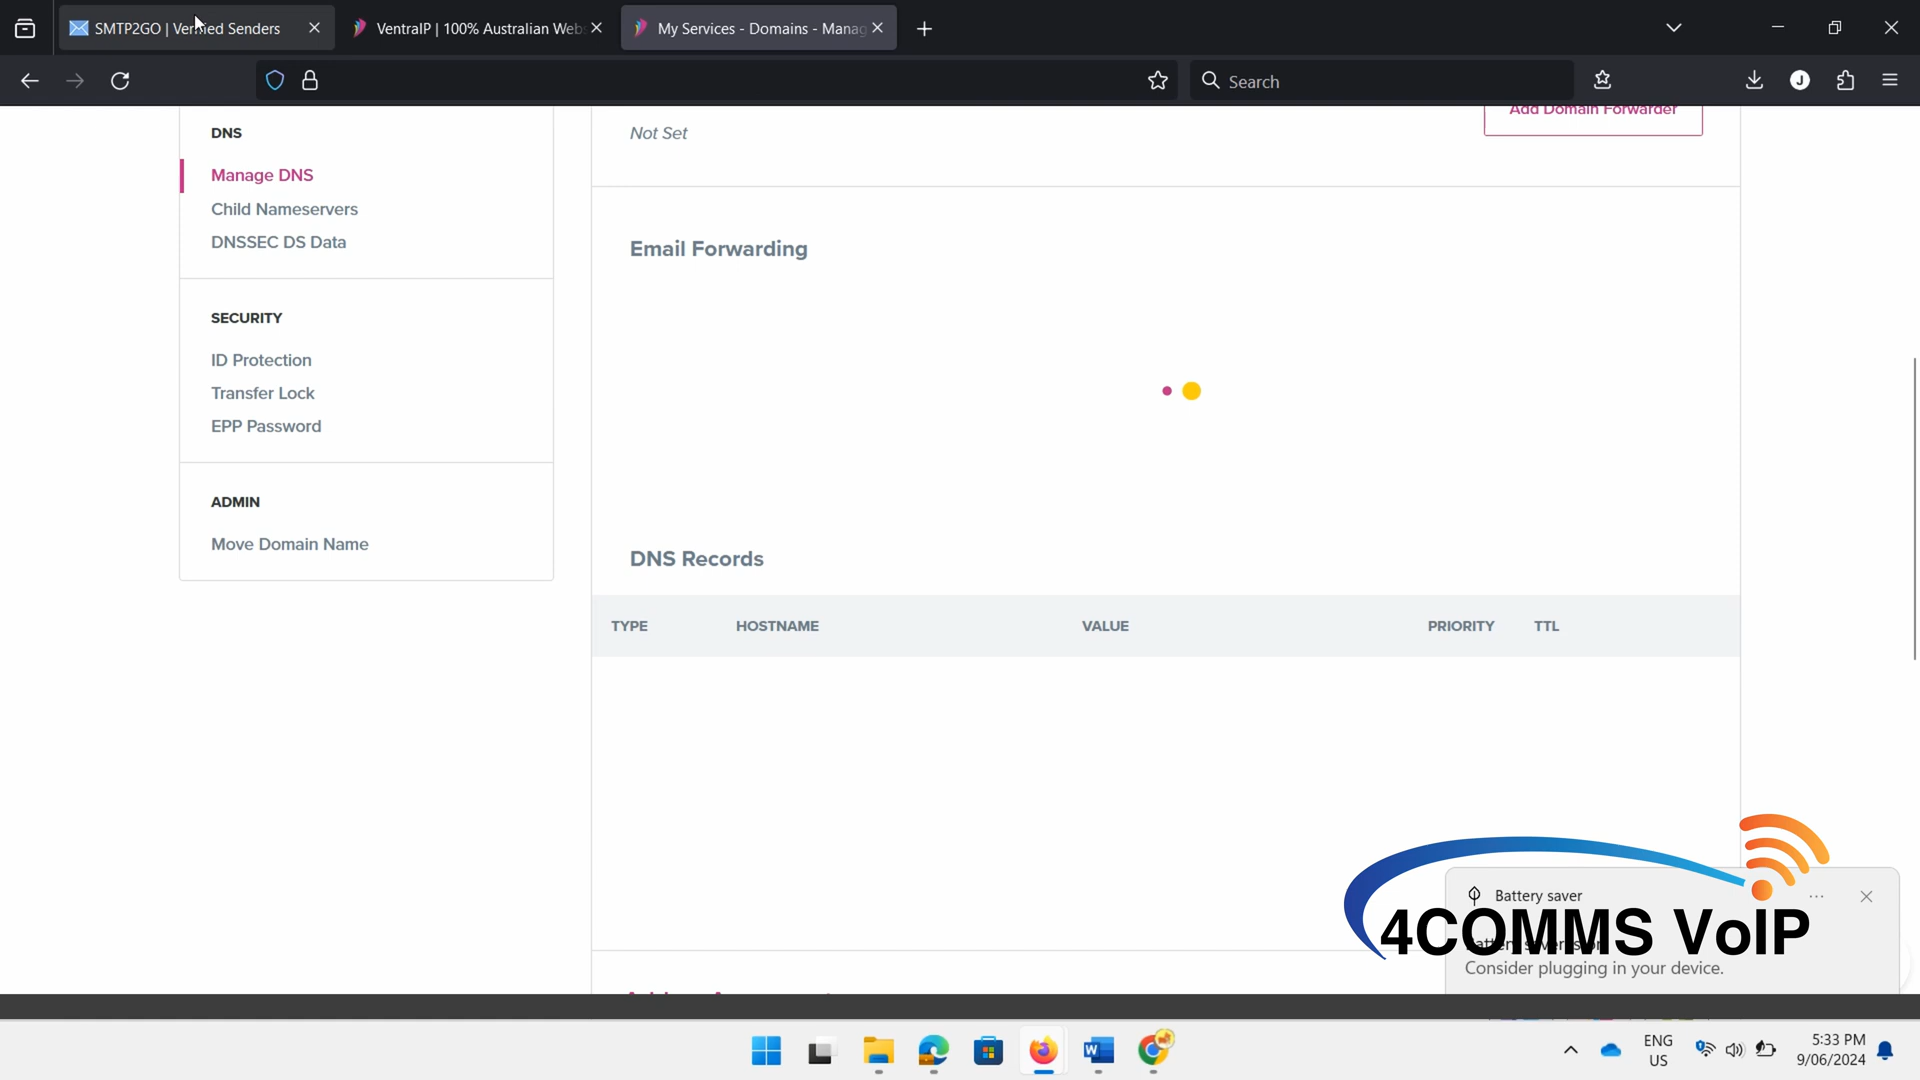 SMTP2GO | Verified Senders
VentraIP | 100% Australian Web
My Services - Domains - Manag
Search
J
DNS
Manage DNS
Child Nameservers
DNSSEC DS Data
SECURITY
ID Protection
Transfer Lock
EPP Password
ADMIN
Move Domain Name
Not Set
Add Domain Forwarder
Email Forwarding
DNS Records
TYPE HOSTNAME VALUE PRIORITY TTL
Battery saver
4COMMS VoIP
Consider plugging in your device.
ENG
US
5:33 PM
9/06/2024